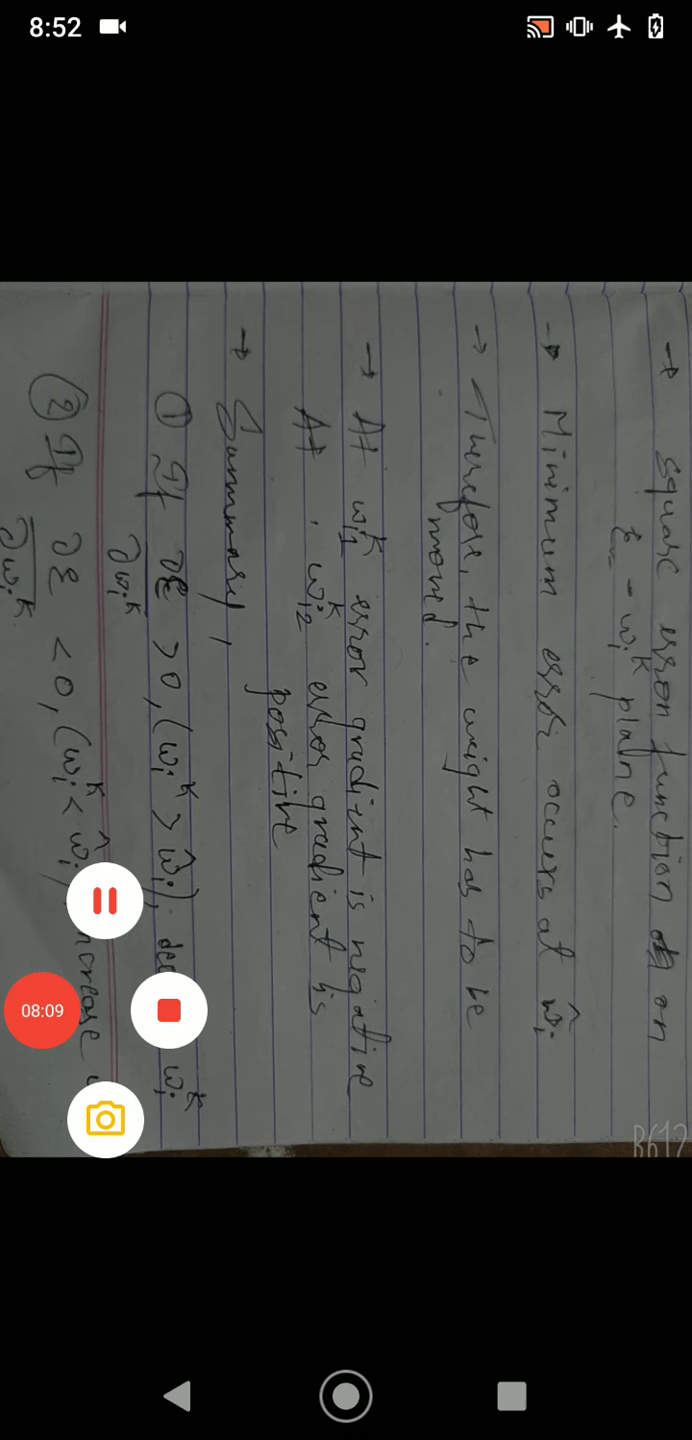 8:52
→ Square error function on
ξ - wᵢᴷ plane.
→ Minimum error occurs at ŵᵢ
→ Therefore, the weight has to be
moved.
→ At wᵢ₁ᴷ error gradient is negative
At wᵢ₂ᴷ error gradient is
positive
→ Summary,
① If ∂ξ/∂wᵢᴷ > 0, (wᵢᴷ > ŵᵢ), wᵢᴷ
② If ∂ξ/∂wᵢᴷ < 0, (wᵢᴷ < ŵᵢ) increase
08:09
B612